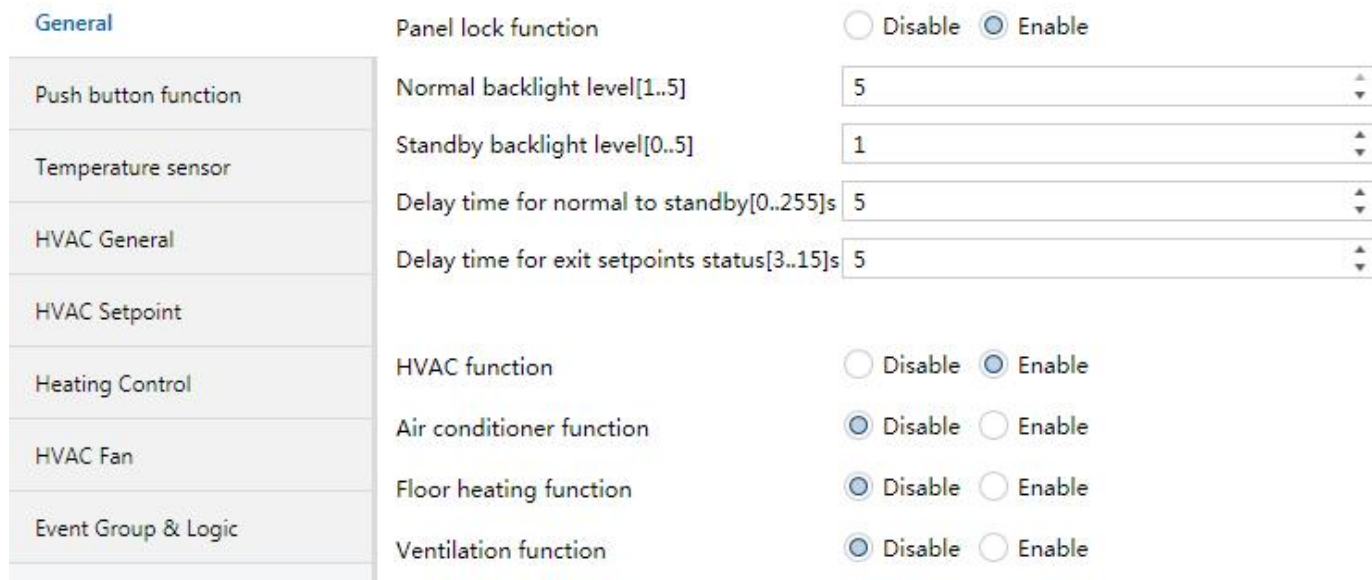 General
Push button function
Temperature sensor
HVAC General
HVAC Setpoint
Heating Control
HVAC Fan
Event Group & Logic
Panel lock function Disable Enable
Normal backlight level[1..5] 5
Standby backlight level[0..5] 1
Delay time for normal to standby[0..255]s 5
Delay time for exit setpoints status[3..15]s 5
HVAC function Disable Enable
Air conditioner function Disable Enable
Floor heating function Disable Enable
Ventilation function Disable Enable